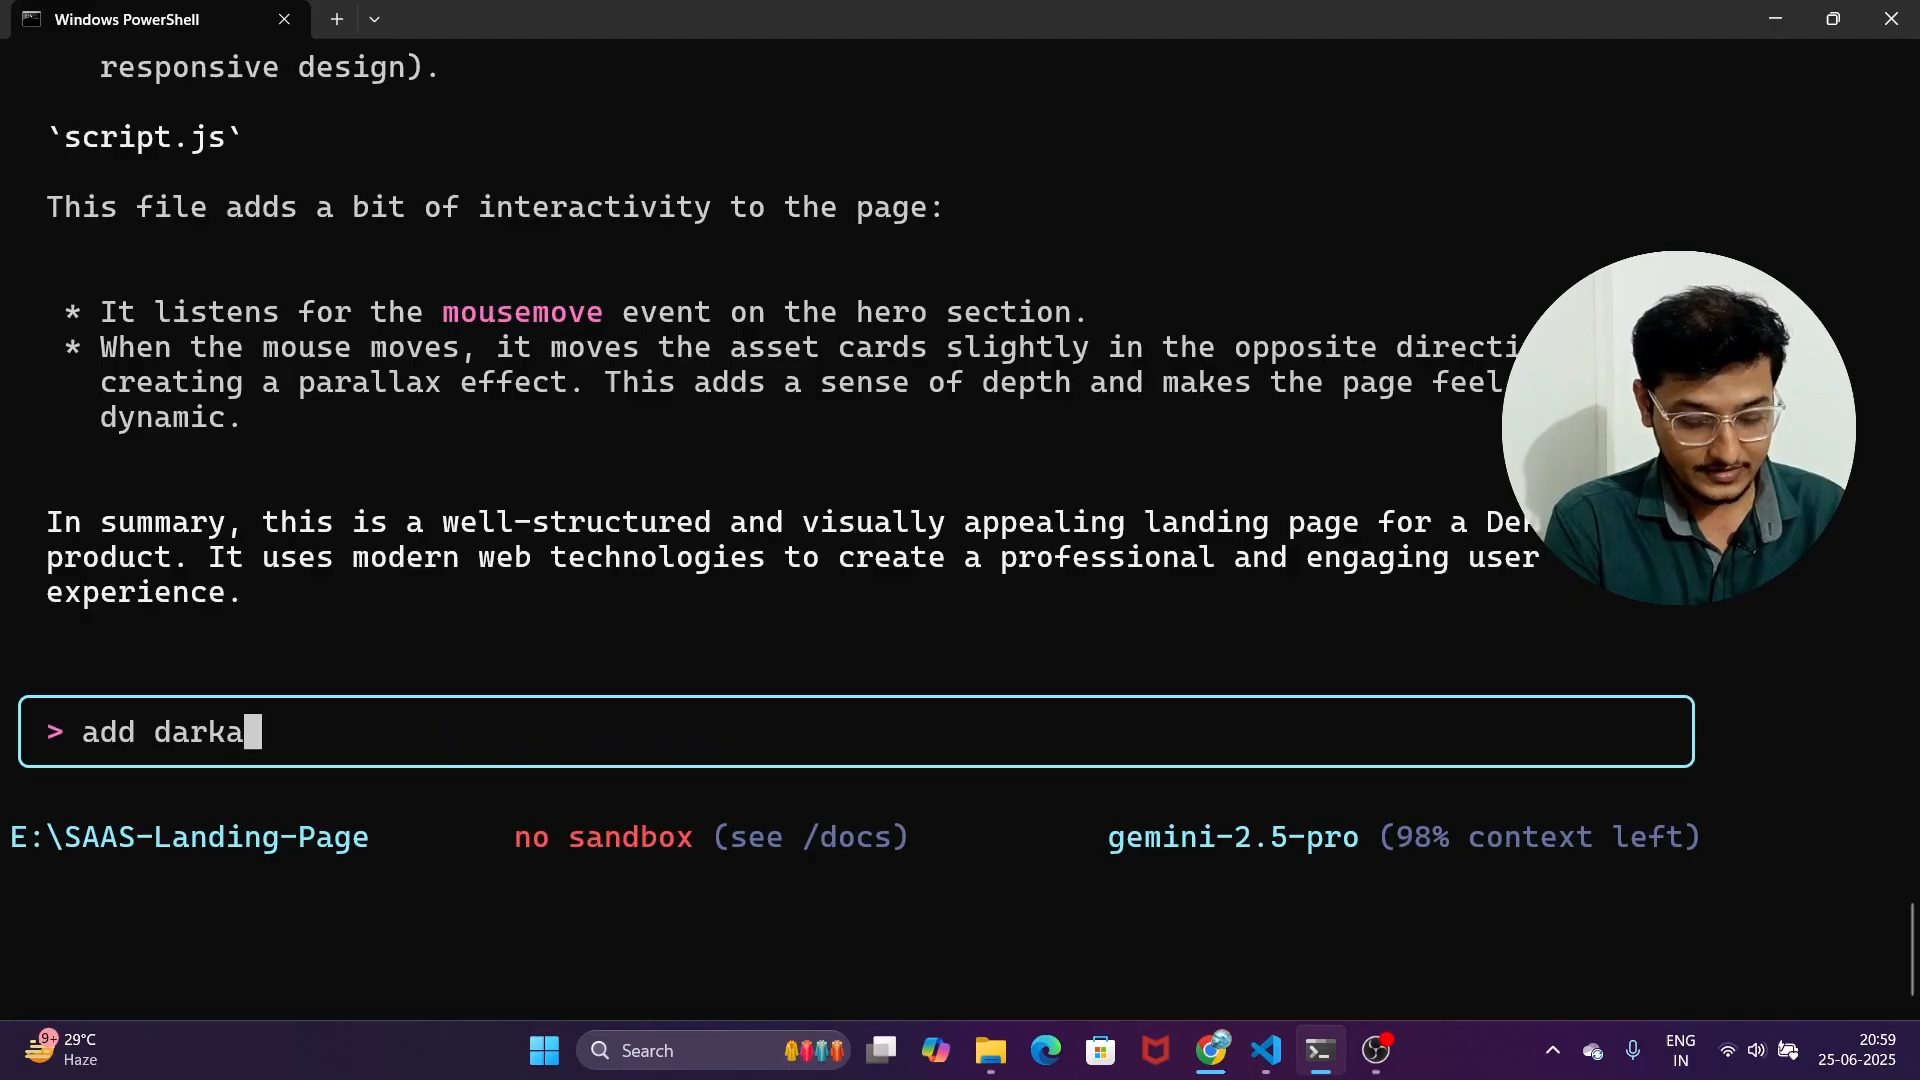 Windows PowerShell
responsive design).
`script.js`
This file adds a bit of interactivity to the page:
* It listens for the mousemove event on the hero section.
* When the mouse moves, it moves the asset cards slightly in the opposite
creating a parallax effect. This adds a sense of depth and makes the page feel
dynamic.
In summary, this is a well-structured and visually appealing landing page for a
product. It uses modern web technologies to create a professional and engaging user
experience.
> add darka
E:\SAAS-Landing-Page no sandbox (see /docs) gemini-2.5-pro (98% context left)
9+ 29°C
Haze
Search
ENG
IN
20:59
25-06-2025